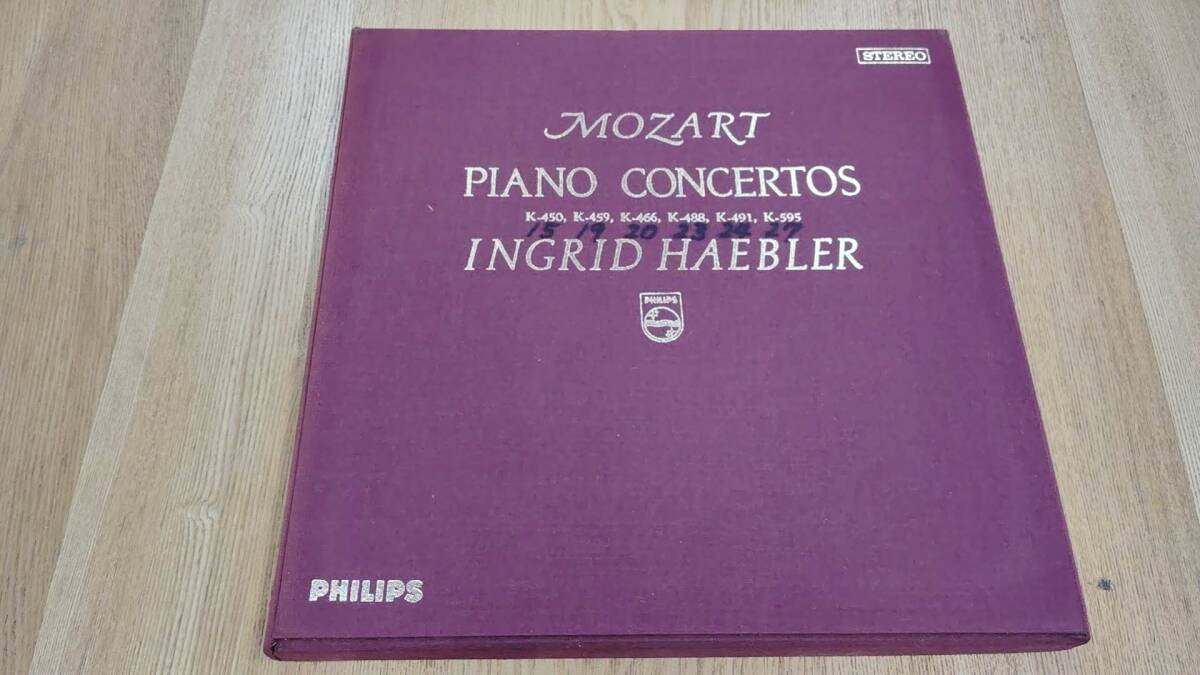 STEREO
MOZART
PIANO CONCERTOS
K-450, K-459, K-466, K-488, K-491, K-595
15 19 20 23 24 27
INGRID HAEBLER
PHILIPS
PHILIPS